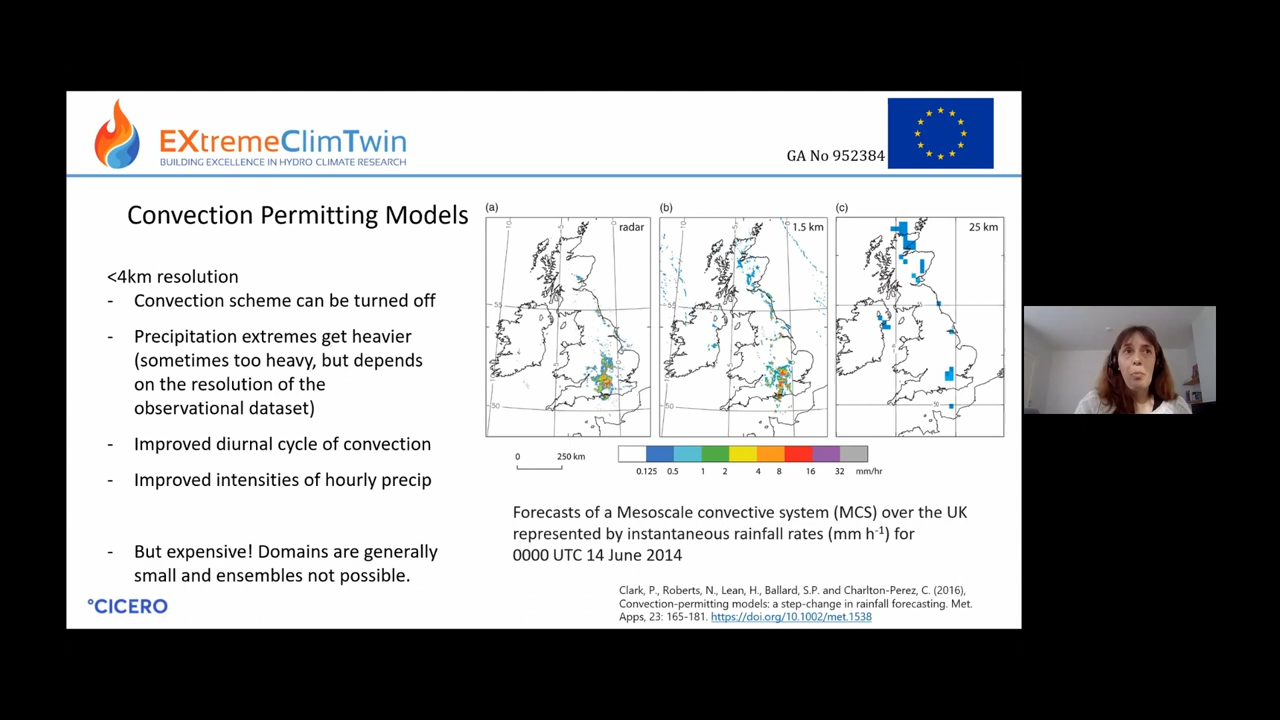 EXtremeClimTwin
BUILDING EXCELLENCE IN HYDRO CLIMATE RESEARCH
GA No 952384
Convection Permitting Models
<4km resolution
- Convection scheme can be turned off
- Precipitation extremes get heavier
(sometimes too heavy, but depends
on the resolution of the
observational dataset)
- Improved diurnal cycle of convection
- Improved intensities of hourly precip
- But expensive! Domains are generally
small and ensembles not possible.
°CICERO
(a)
radar
(b)
1.5 km
(c)
25 km
0 250 km
0.125 0.5 1 2 4 8 16 32 mm/hr
Forecasts of a Mesoscale convective system (MCS) over the UK
represented by instantaneous rainfall rates (mm h⁻¹) for
0000 UTC 14 June 2014
Clark, P., Roberts, N., Lean, H., Ballard, S.P. and Charlton-Perez, C. (2016),
Convection-permitting models: a step-change in rainfall forecasting. Met.
Apps, 23: 165-181. https://doi.org/10.1002/met.1538